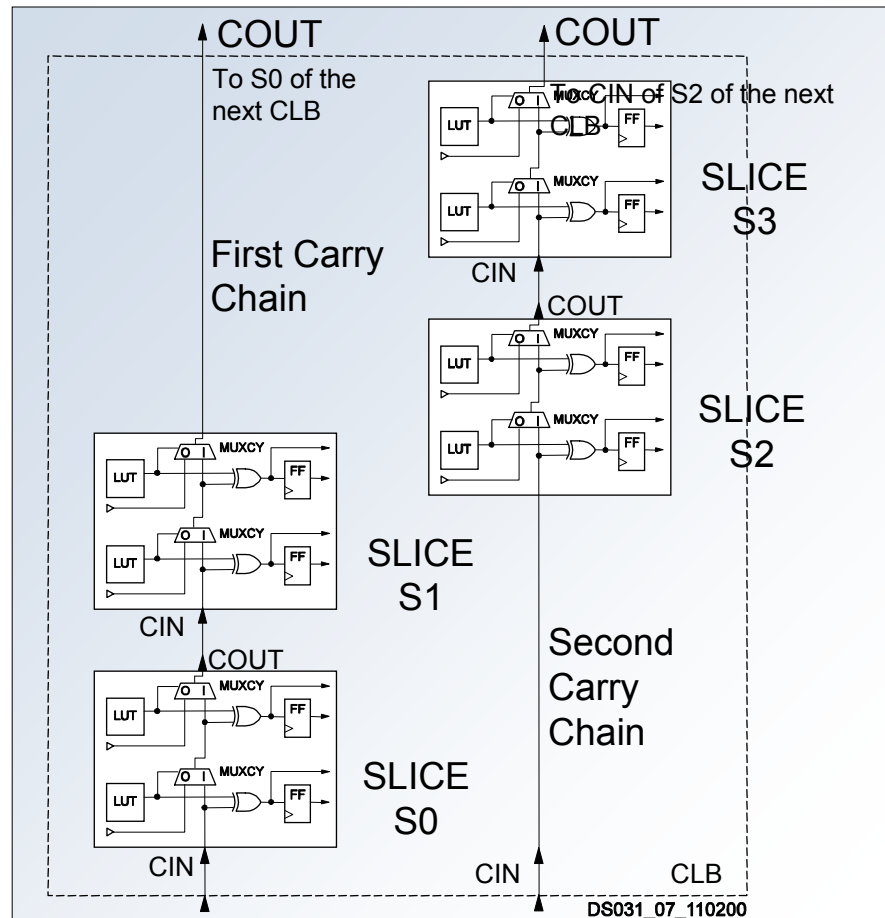 COUT
To S0 of the
next CLB
COUT
To CIN of S2 of the next
CLB
O I
MUXCY
LUT
FF
O I
MUXCY
LUT
FF
SLICE
S3
CIN
First Carry
Chain
COUT
O I
MUXCY
LUT
FF
O I
MUXCY
LUT
FF
SLICE
S2
O I
MUXCY
LUT
FF
O I
MUXCY
LUT
FF
SLICE
S1
CIN
COUT
O I
MUXCY
LUT
FF
O I
MUXCY
LUT
FF
SLICE
S0
CIN
Second
Carry
Chain
CIN
CLB
DS031_07_110200